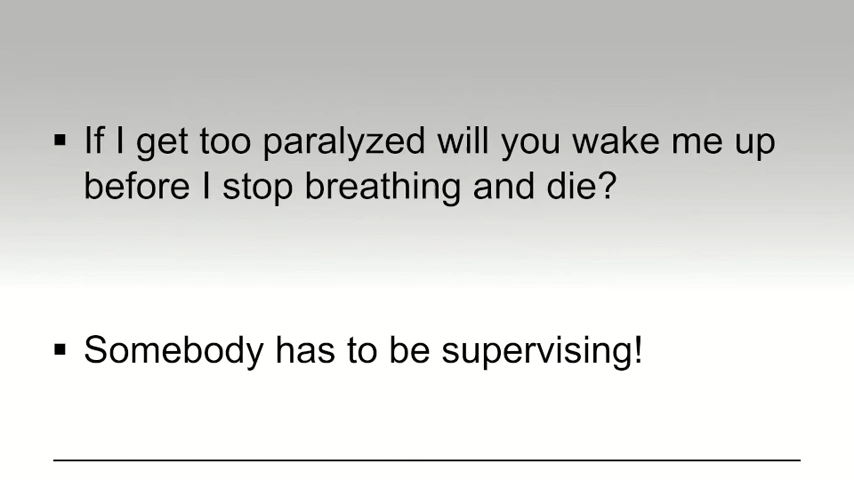 ▪ If I get too paralyzed will you wake me up
before I stop breathing and die?
▪ Somebody has to be supervising!